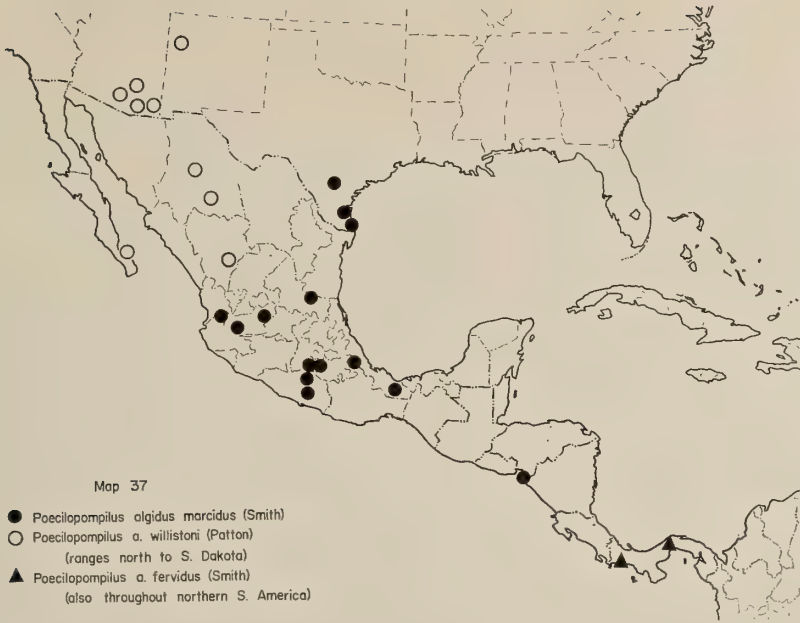 Map 37
Poecilopompilus algidus marcidus (Smith)
Poecilopompilus a. willistoni (Patton)
(ranges north to S. Dakota)
Poecilopompilus a. fervidus (Smith)
(also throughout northern S. America)